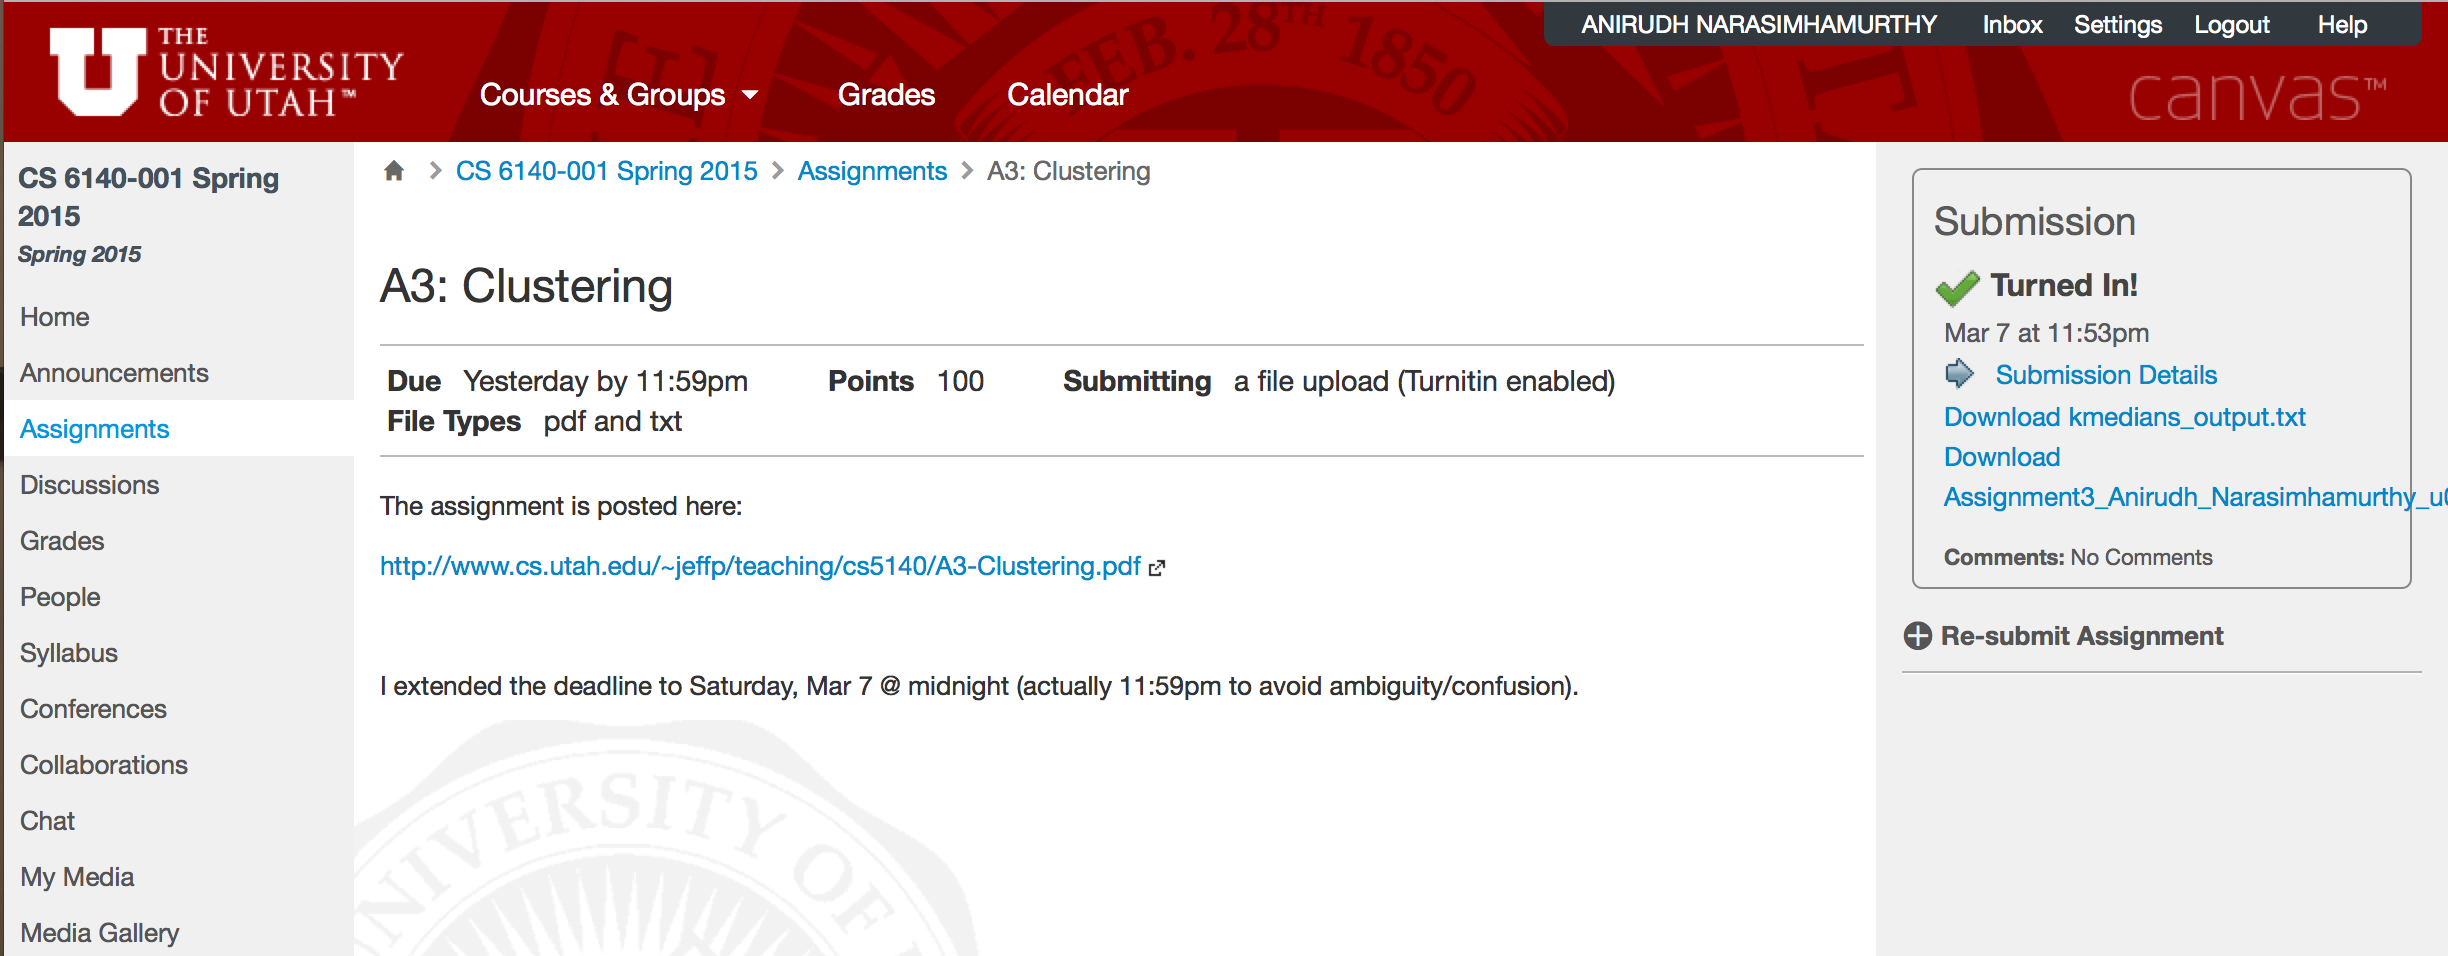 THE
UNIVERSITY
OF UTAH™
FEB. 28TH 1850
ANIRUDH NARASIMHAMURTHY Inbox Settings Logout Help
Courses & Groups Grades Calendar
canvas™
CS 6140-001 Spring
2015
Spring 2015
Home
Announcements
Assignments
Discussions
Grades
People
Syllabus
Conferences
Collaborations
Chat
My Media
Media Gallery
CS 6140-001 Spring 2015 > Assignments > A3: Clustering
A3: Clustering
Due Yesterday by 11:59pm Points 100 Submitting a file upload (Turnitin enabled)
File Types pdf and txt
The assignment is posted here:
http://www.cs.utah.edu/~jeffp/teaching/cs5140/A3-Clustering.pdf
I extended the deadline to Saturday, Mar 7 @ midnight (actually 11:59pm to avoid ambiguity/confusion).
UNIVERSITY OF
Submission
Turned In!
Mar 7 at 11:53pm
Submission Details
Download kmedians_output.txt
Download
Assignment3_Anirudh_Narasimhamurthy_u
Comments: No Comments
Re-submit Assignment